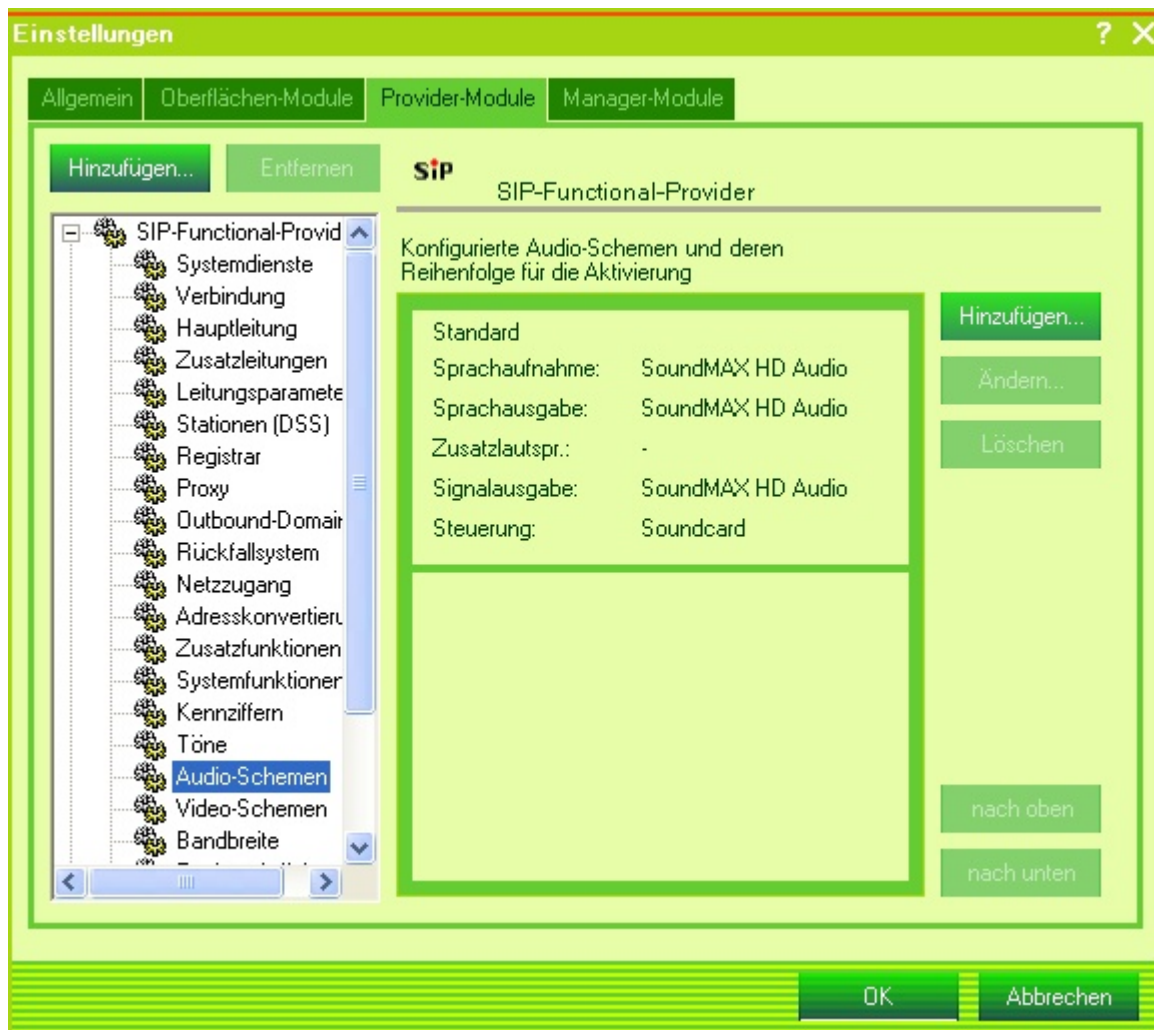 Einstellungen
? X
Allgemein Oberflächen-Module Provider-Module Manager-Module
Hinzufügen... Entfernen
SIP-Functional-Provid
Systemdienste
Verbindung
Hauptleitung
Zusatzleitungen
Leitungsparamete
Stationen (DSS)
Registrar
Proxy
Outbound-Domair
Rückfallsystem
Netzzugang
Adresskonvertieru
Zusatzfunktionen
Systemfunktioner
Kennziffern
Töne
Audio-Schemen
Video-Schemen
Bandbreite
SIP
SIP-Functional-Provider
Konfigurierte Audio-Schemen und deren
Reihenfolge für die Aktivierung
Standard
Sprachaufnahme: SoundMAX HD Audio
Sprachausgabe: SoundMAX HD Audio
Zusatzlautspr.: -
Signalausgabe: SoundMAX HD Audio
Steuerung: Soundcard
Hinzufügen...
Ändern...
Löschen
nach oben
nach unten
OK Abbrechen